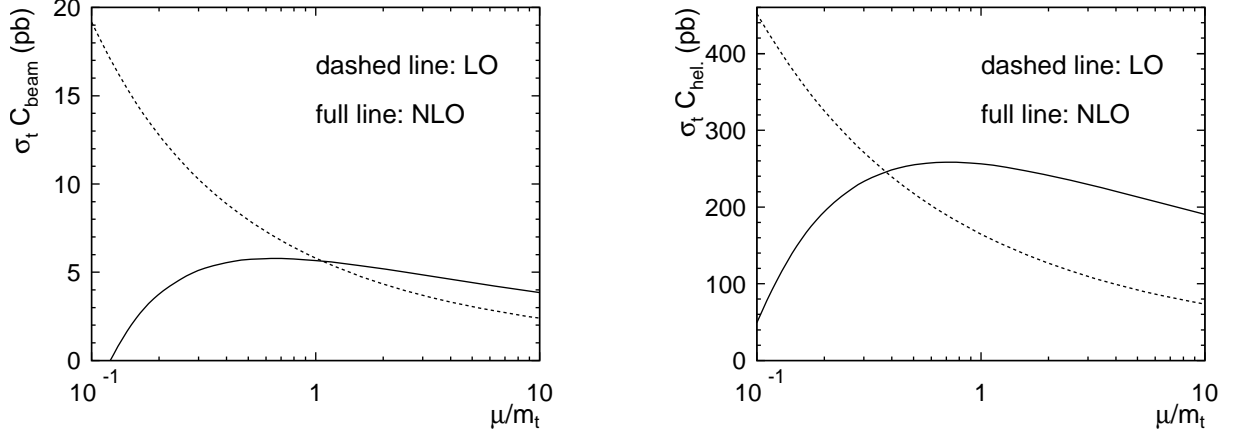 σt Cbeam (pb)
20
15
10
5
0
dashed line: LO
full line: NLO
10-1
1
10
μ/mt
σt Chel. (pb)
400
300
200
100
0
dashed line: LO
full line: NLO
10-1
1
10
μ/mt